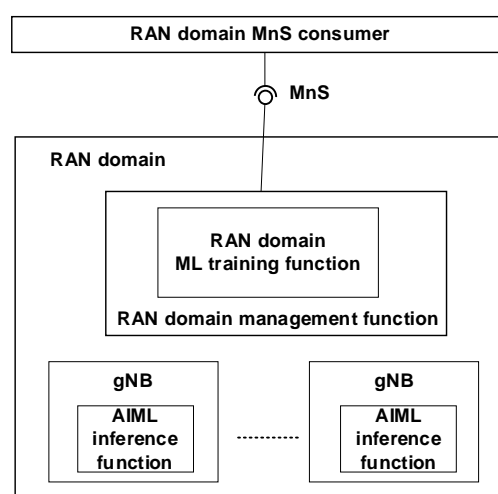 RAN domain MnS consumer
MnS
RAN domain
RAN domain
ML training function
RAN domain management function
gNB
AIML
inference
function
gNB
AIML
inference
function